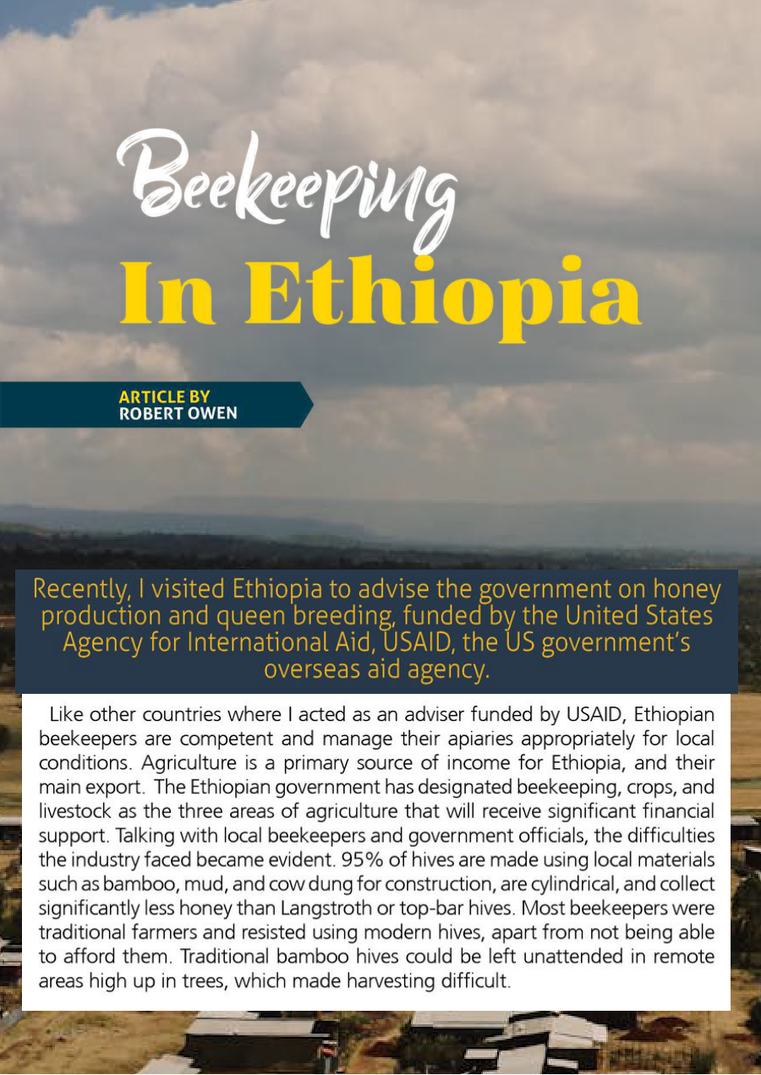 Beekeeping
In Ethiopia
ARTICLE BY
ROBERT OWEN
Recently, I visited Ethiopia to advise the government on honey
production and queen breeding, funded by the United States
Agency for International Aid, USAID, the US government's
overseas aid agency.
Like other countries where I acted as an adviser funded by USAID, Ethiopian
beekeepers are competent and manage their apiaries appropriately for local
conditions. Agriculture is a primary source of income for Ethiopia, and their
main export. The Ethiopian government has designated beekeeping, crops, and
livestock as the three areas of agriculture that will receive significant financial
support. Talking with local beekeepers and government officials, the difficulties
the industry faced became evident. 95% of hives are made using local materials
such as bamboo, mud, and cow dung for construction, are cylindrical, and collect
significantly less honey than Langstroth or top-bar hives. Most beekeepers were
traditional farmers and resisted using modern hives, apart from not being able
to afford them. Traditional bamboo hives could be left unattended in remote
areas high up in trees, which made harvesting difficult.